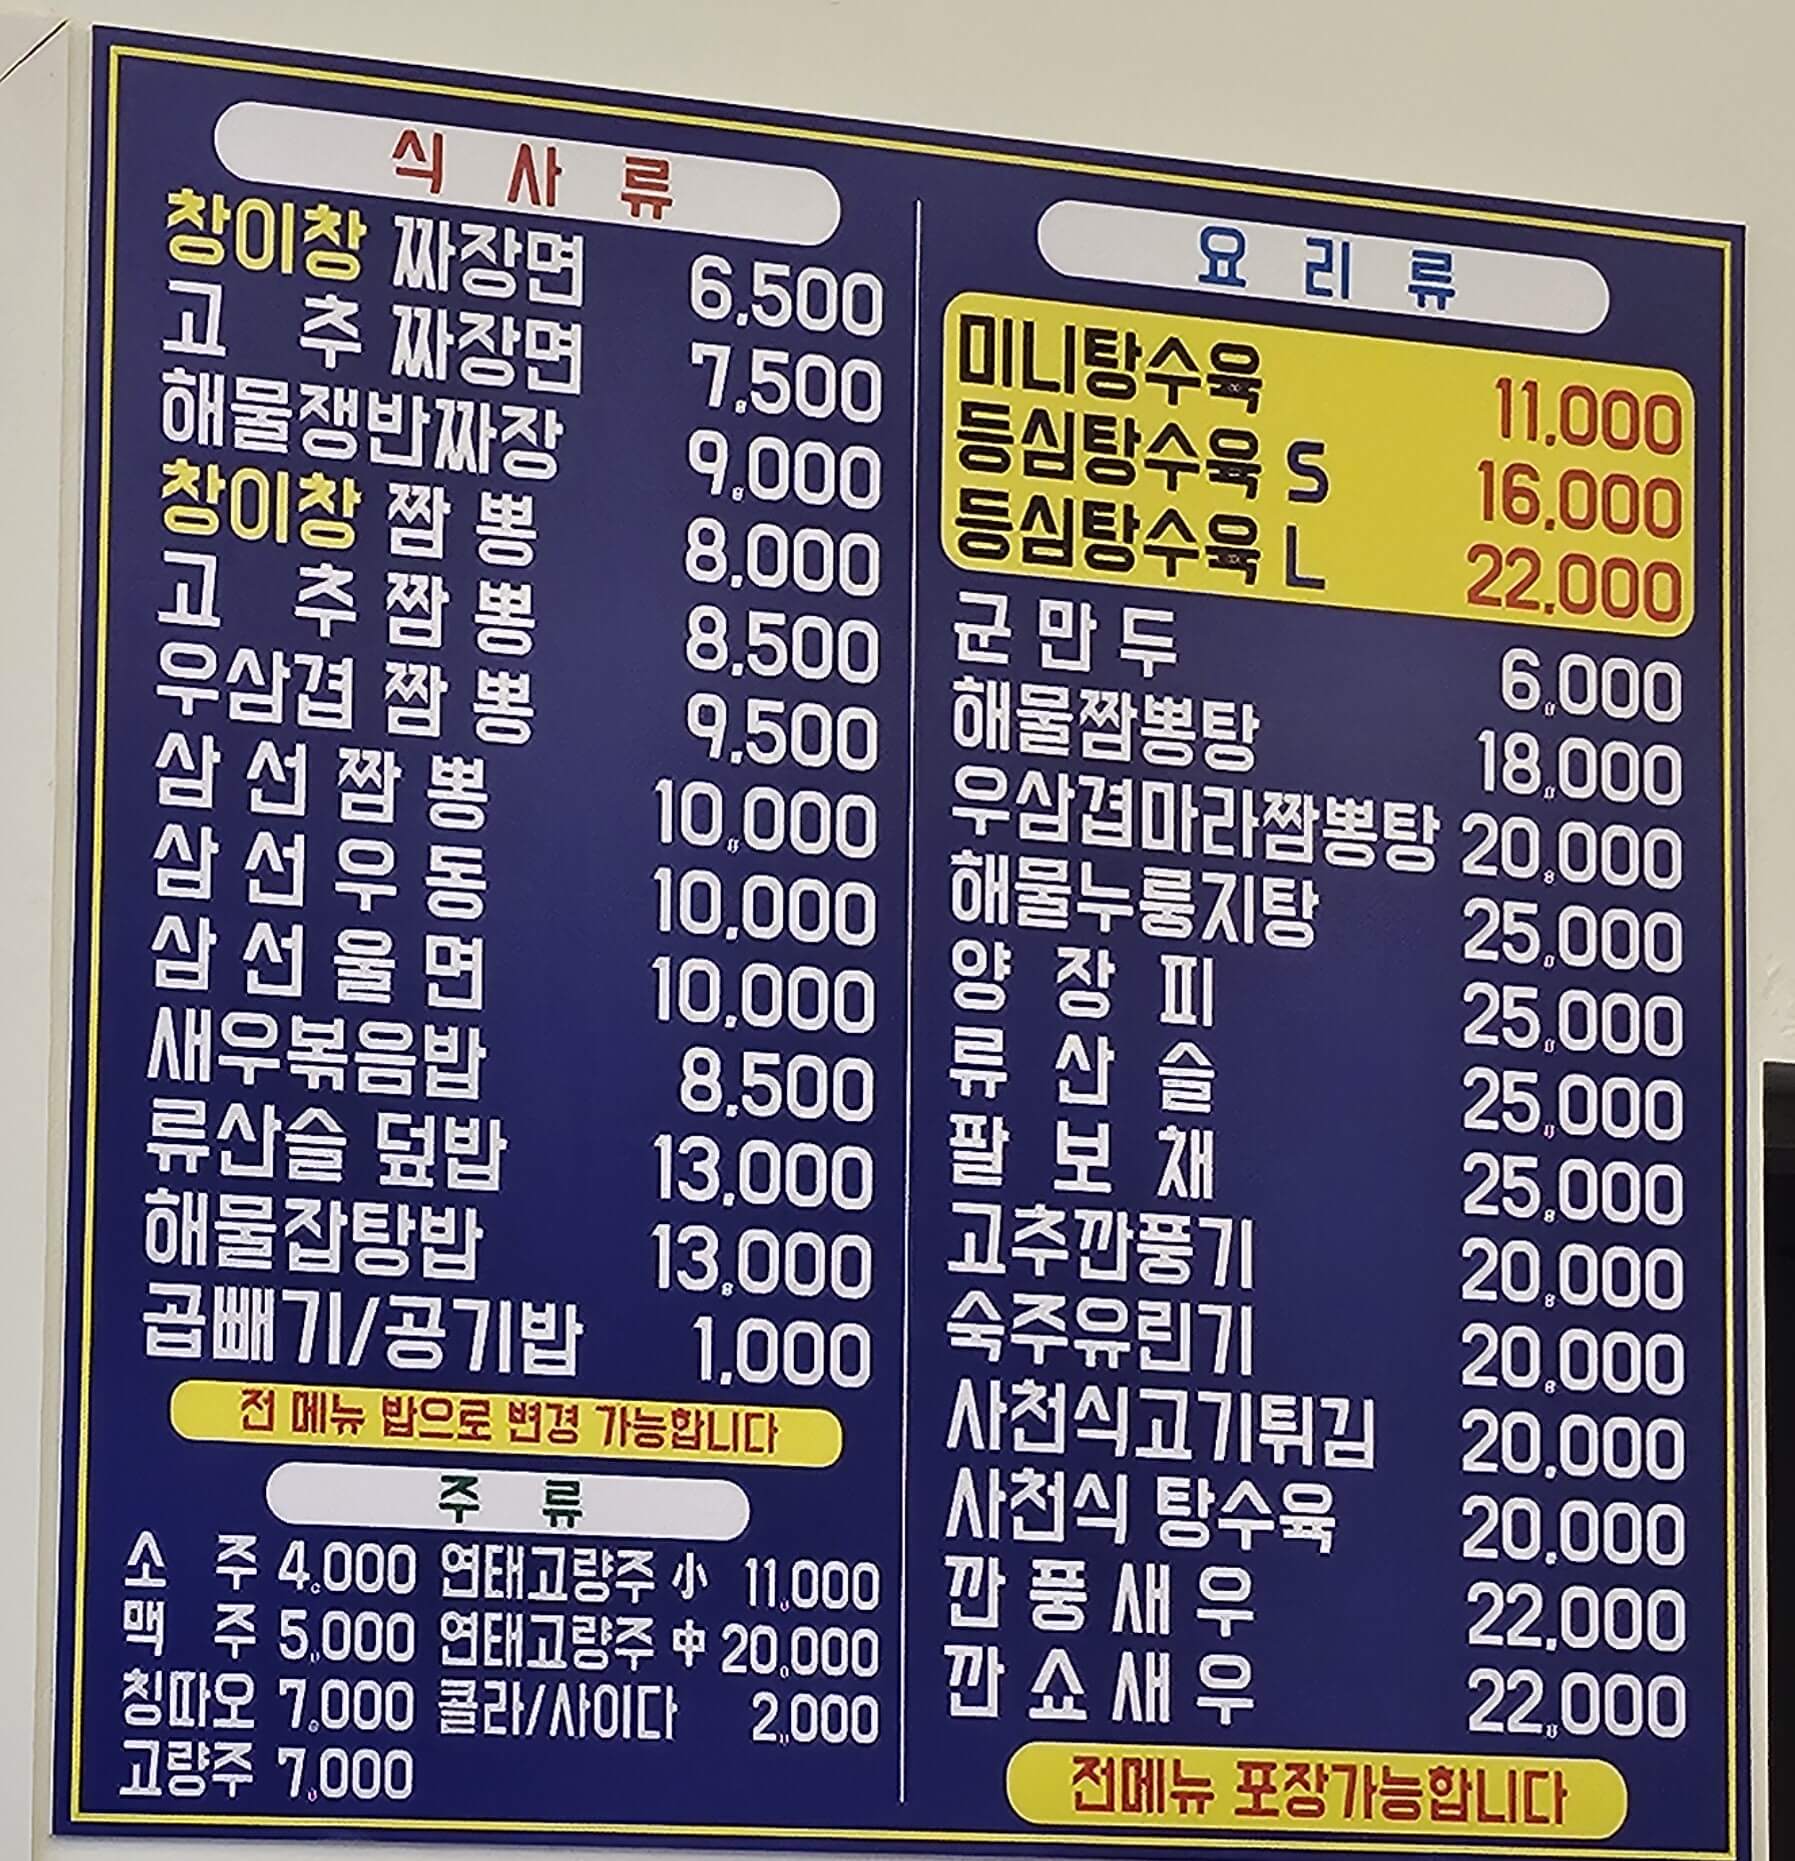 식 사 류
창이창 짜장면 6,500
고 추 짜장면 7,500
해물쟁반짜장 9,000
창이창 짬 뽕 8,000
고 추 짬 뽕 8,500
우삼겹 짬 뽕 9,500
삼 선 짬 뽕 10,000
삼 선 우 동 10,000
삼 선 울 면 10,000
새우볶음밥 8,500
류산슬 덮밥 13,000
해물잡탕밥 13,000
곱빼기/공기밥 1,000
전 메뉴 밥으로 변경 가능합니다
주 류
소 주 4,000 연태고량주 小 11,000
맥 주 5,000 연태고량주 中 20,000
칭따오 7,000 콜라/사이다 2,000
고량주 7,000
요 리 류
미니탕수육 11,000
등심탕수육 S 16,000
등심탕수육 L 22,000
군 만 두 6,000
해물짬뽕탕 18,000
우삼겹마라짬뽕탕 20,000
해물누룽지탕 25,000
양 장 피 25,000
류 산 슬 25,000
팔 보 채 25,000
고추깐풍기 20,000
숙주유린기 20,000
사천식고기튀김 20,000
사천식 탕수육 20,000
깐 풍 새 우 22,000
깐 쇼 새 우 22,000
전메뉴 포장가능합니다